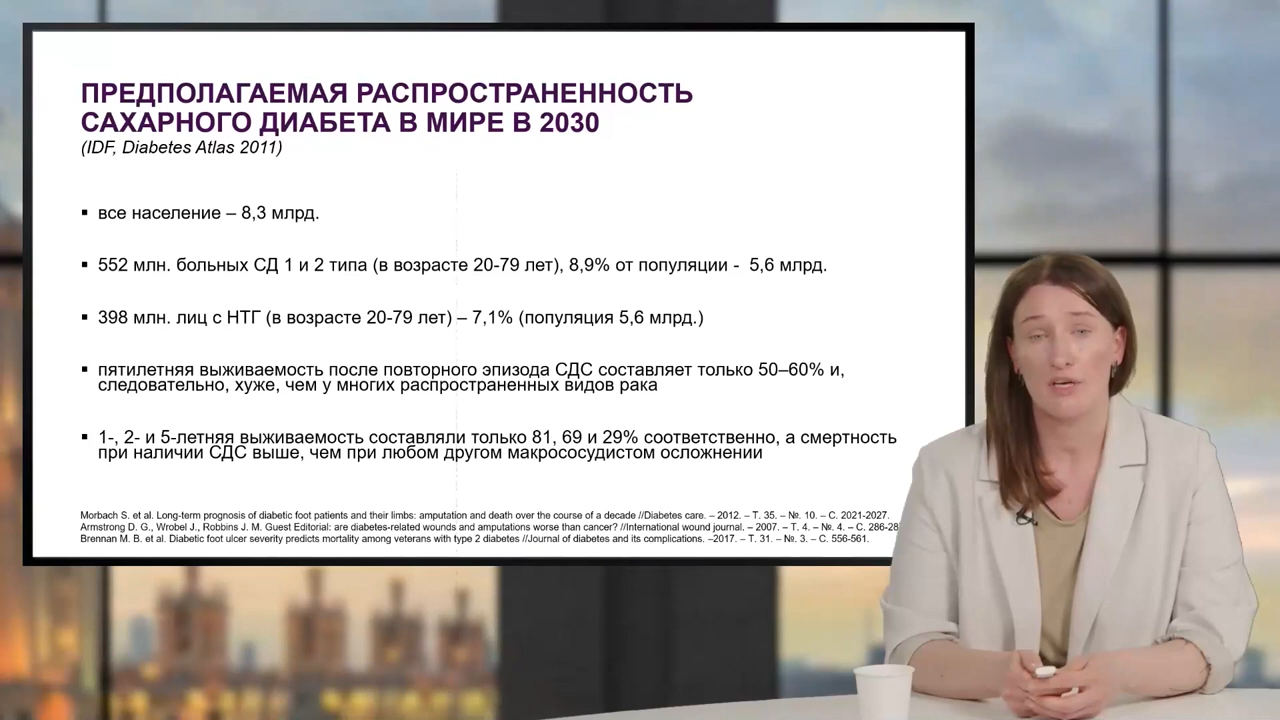 ПРЕДПОЛАГАЕМАЯ РАСПРОСТРАНЕННОСТЬ
САХАРНОГО ДИАБЕТА В МИРЕ В 2030
(IDF, Diabetes Atlas 2011)
▪ все население – 8,3 млрд.
▪ 552 млн. больных СД 1 и 2 типа (в возрасте 20-79 лет), 8,9% от популяции - 5,6 млрд.
▪ 398 млн. лиц с НТГ (в возрасте 20-79 лет) – 7,1% (популяция 5,6 млрд.)
▪ пятилетняя выживаемость после повторного эпизода СДС составляет только 50–60% и,
следовательно, хуже, чем у многих распространенных видов рака
▪ 1-, 2- и 5-летняя выживаемость составляли только 81, 69 и 29% соответственно, а смертность
при наличии СДС выше, чем при любом другом макрососудистом осложнении
Morbach S. et al. Long-term prognosis of diabetic foot patients and their limbs: amputation and death over the course of a decade //Diabetes care. – 2012. – Т. 35. – №. 10. – С. 2021-2027.
Armstrong D. G., Wrobel J., Robbins J. M. Guest Editorial: are diabetes-related wounds and amputations worse than cancer? //International wound journal. – 2007. – Т. 4. – №. 4. – С. 286-28
Brennan M. B. et al. Diabetic foot ulcer severity predicts mortality among veterans with type 2 diabetes //Journal of diabetes and its complications. –2017. – Т. 31. – №. 3. – С. 556-561.